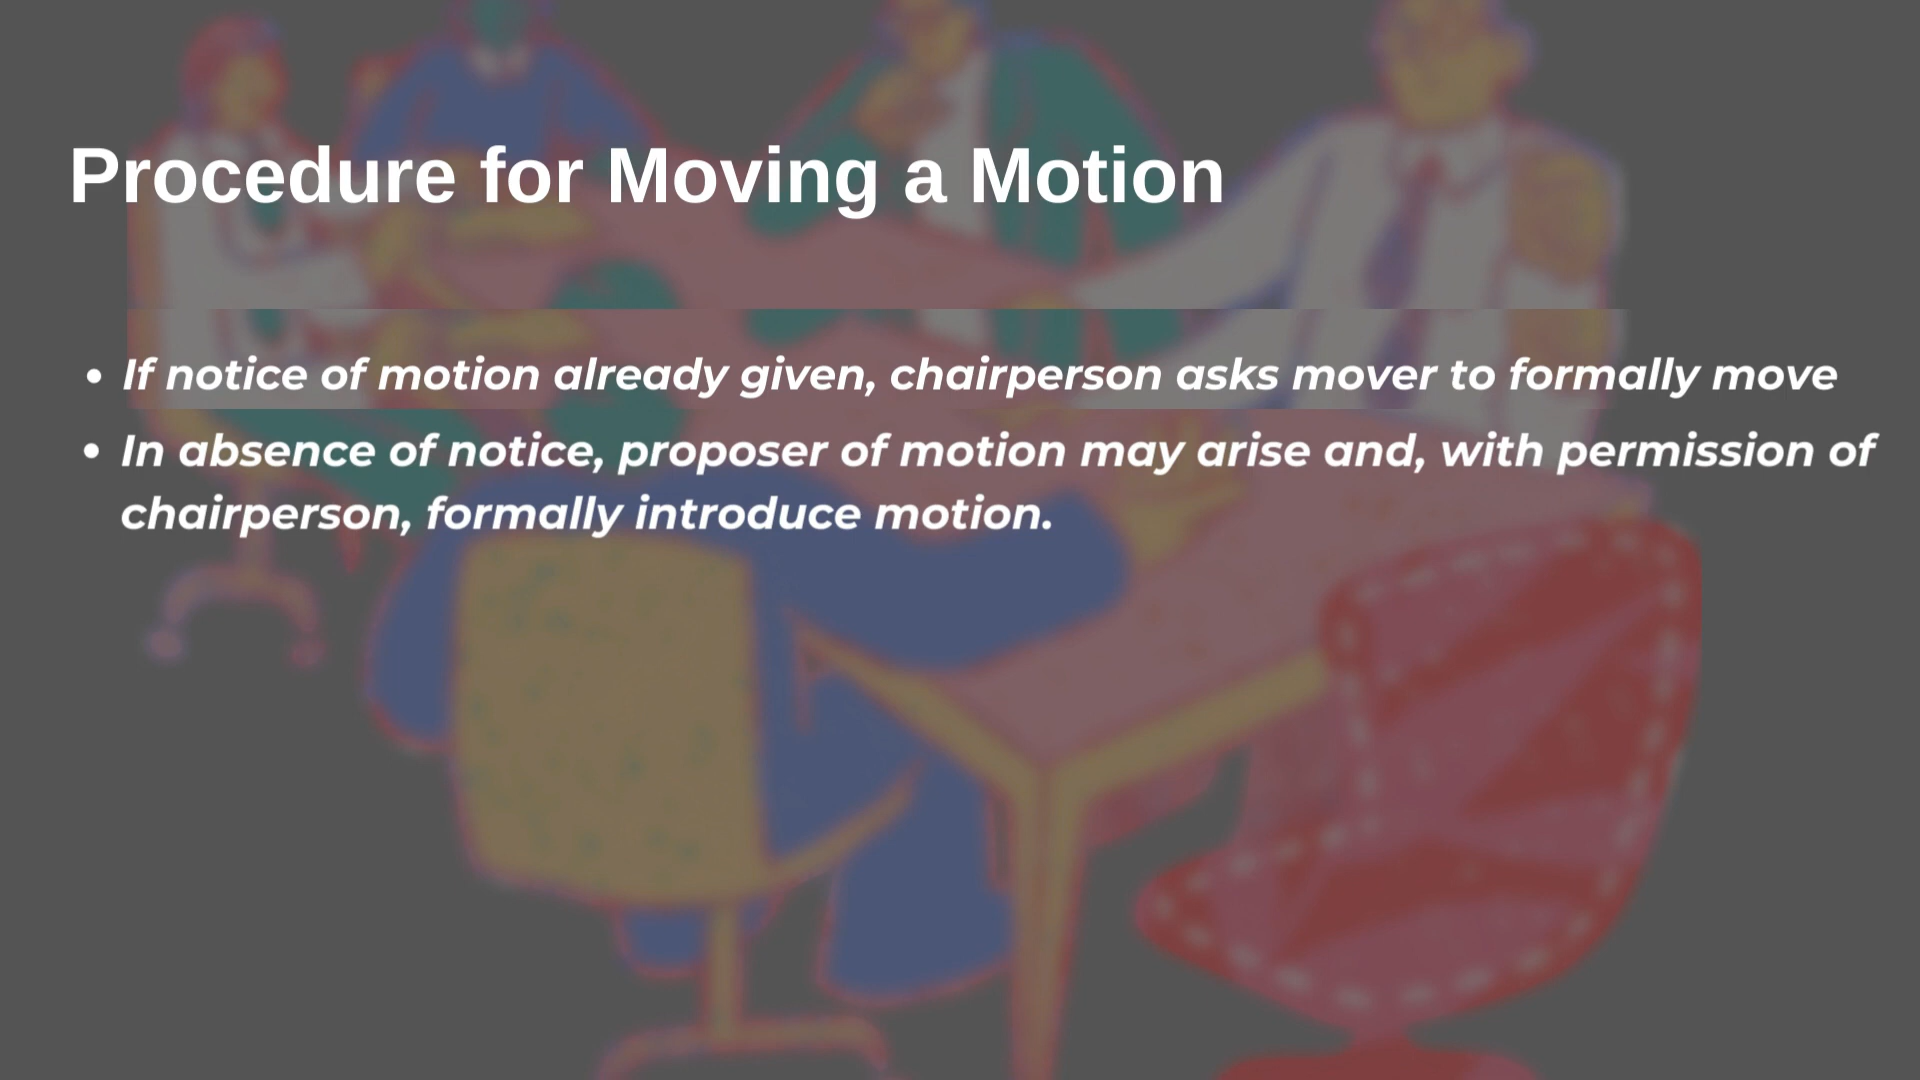 Procedure for Moving a Motion
• If notice of motion already given, chairperson asks mover to formally move
• In absence of notice, proposer of motion may arise and, with permission of
chairperson, formally introduce motion.